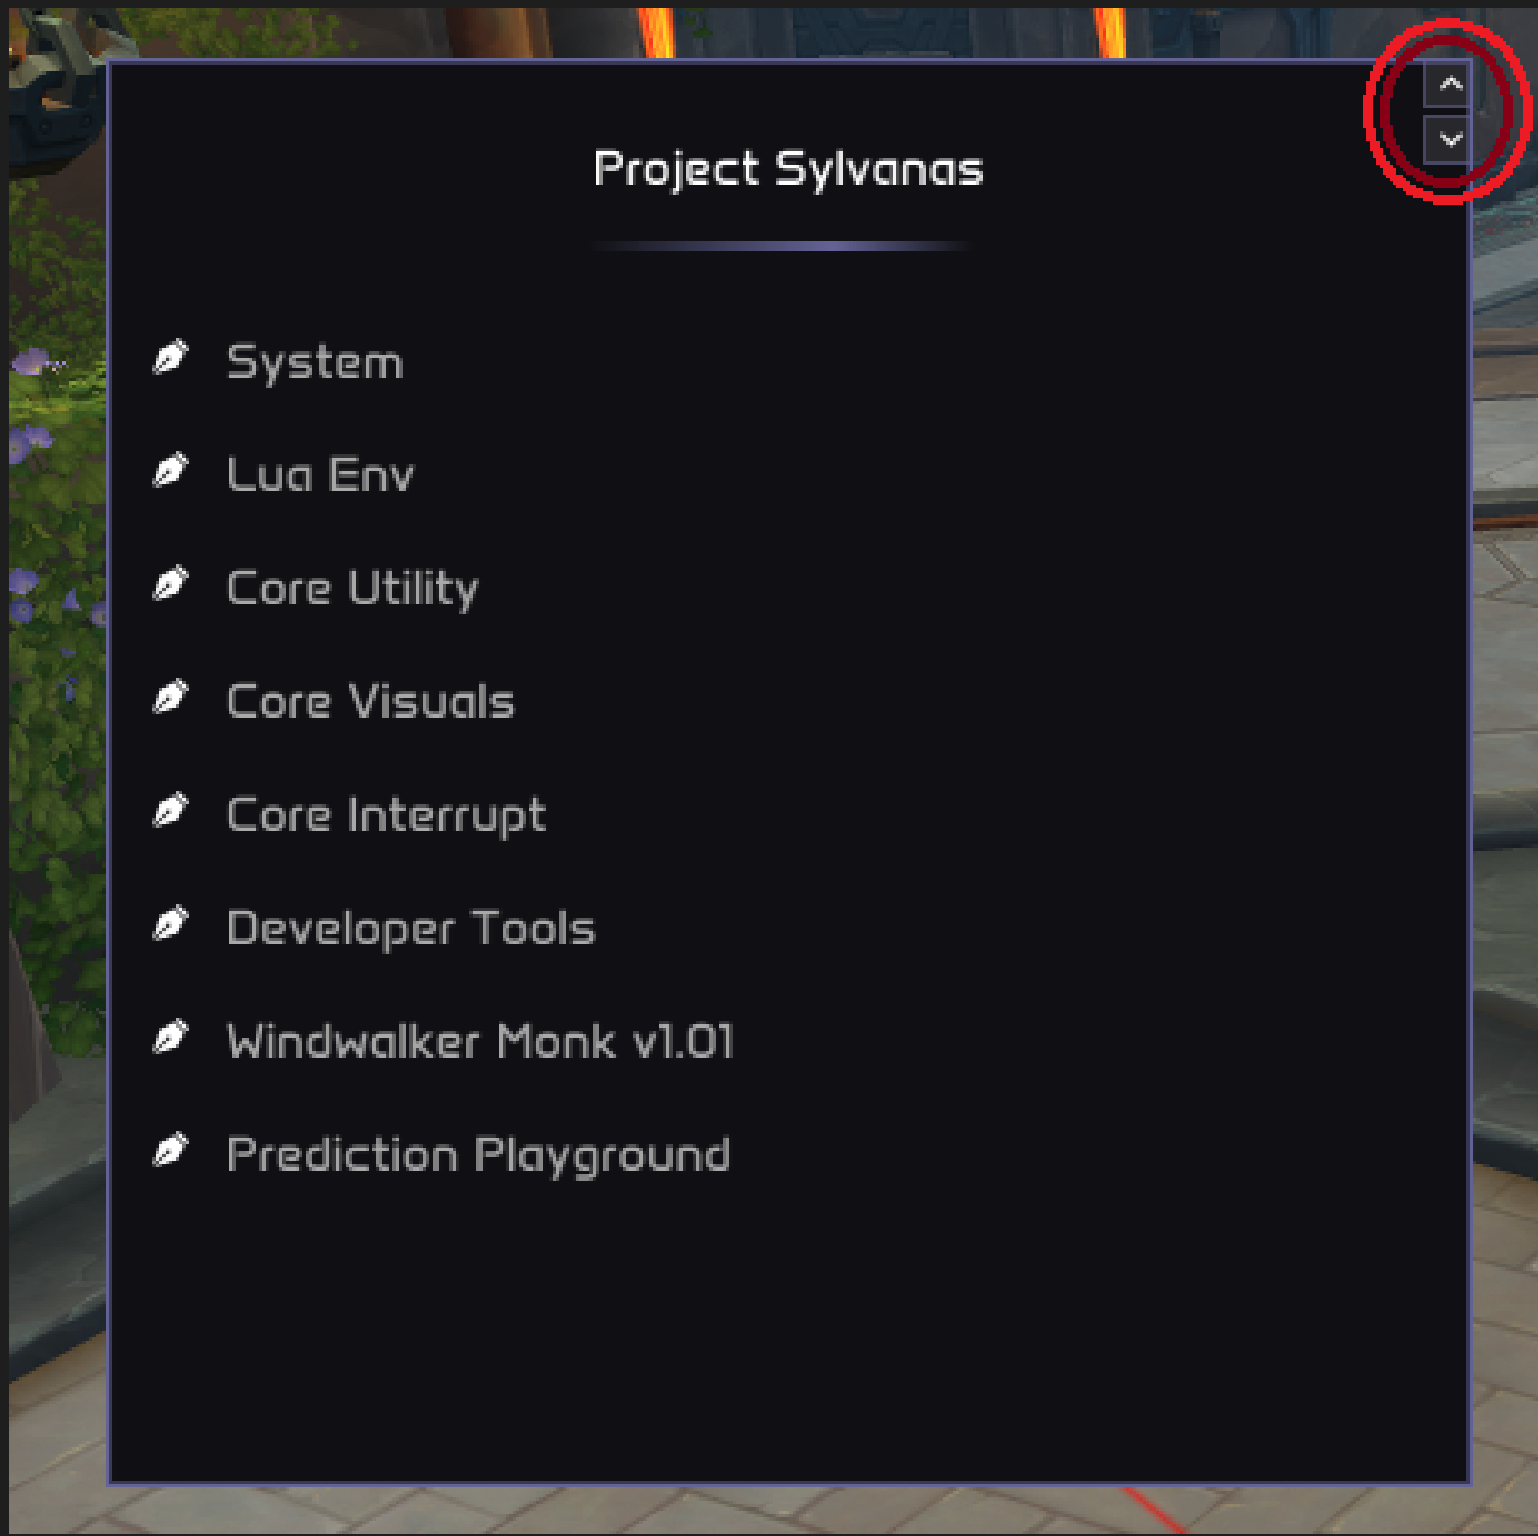 Project Sylvanas
System
Lua Env
Core Utility
Core Visuals
Core Interrupt
Developer Tools
Windwalker Monk v1.01
Prediction Playground